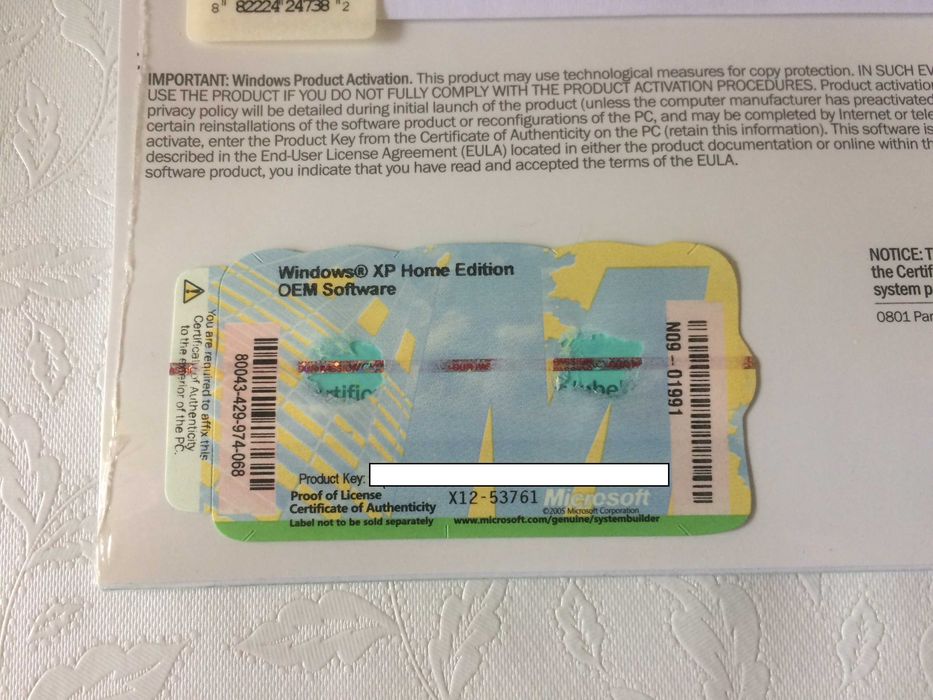 8 82224 24738 2
IMPORTANT: Windows Product Activation. This product may use technological measures for copy protection. IN SUCH EV
USE THE PRODUCT IF YOU DO NOT FULLY COMPLY WITH THE PRODUCT ACTIVATION PROCEDURES. Product activatio
privacy policy will be detailed during initial launch of the product (unless the computer manufacturer has preactivated
certain reinstallations of the software product or reconfigurations of the PC, and may be completed by Internet or tele
activate, enter the Product Key from the Certificate of Authenticity on the PC (retain this information). This software is
described in the End-User License Agreement (EULA) located in either the product documentation or online within th
software product, you indicate that you have read and accepted the terms of the EULA.
NOTICE: T
the Certif
system p
0801 Par
Windows® XP Home Edition
OEM Software
You are required to affix this
Certificate of Authenticity
to the exterior of the PC.
80043-429-974-068
rtific
label
N09 - 01991
Product Key:
Proof of License
Certificate of Authenticity
Label not to be sold separately
X12-53761
Microsoft
©2005 Microsoft Corporation
www.microsoft.com/genuine/systembuilder